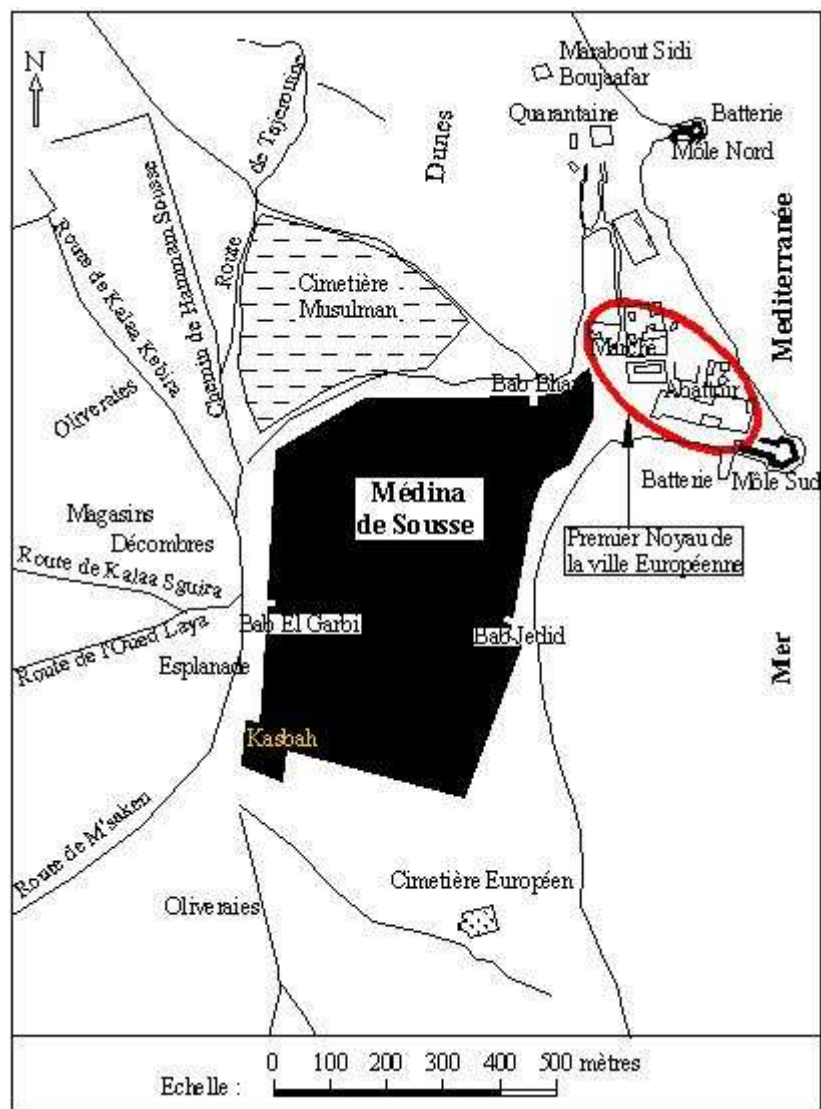 N
Marabout Sidi
Boujaafar
Quarantaine
Batterie
Môle Nord
Dunes
de Tajerouine
Route
Chemin de Hammam Sousse
Route de Kalaa Kebira
Oliveraies
Cimetière
Musulman
Mediterranée
Marché
Abattoir
Bab Bhar
Batterie
Môle Sud
Médina
de Sousse
Premier Noyau de
la ville Européenne
Magasins
Décombres
Route de Kalaa Sguira
Bab El Garbi
Bab Jedid
Route de l'Oued Laya
Esplanade
Mer
Kasbah
Route de M'saken
Cimetière Européen
Oliveraies
0 100 200 300 400 500 mètres
Echelle :